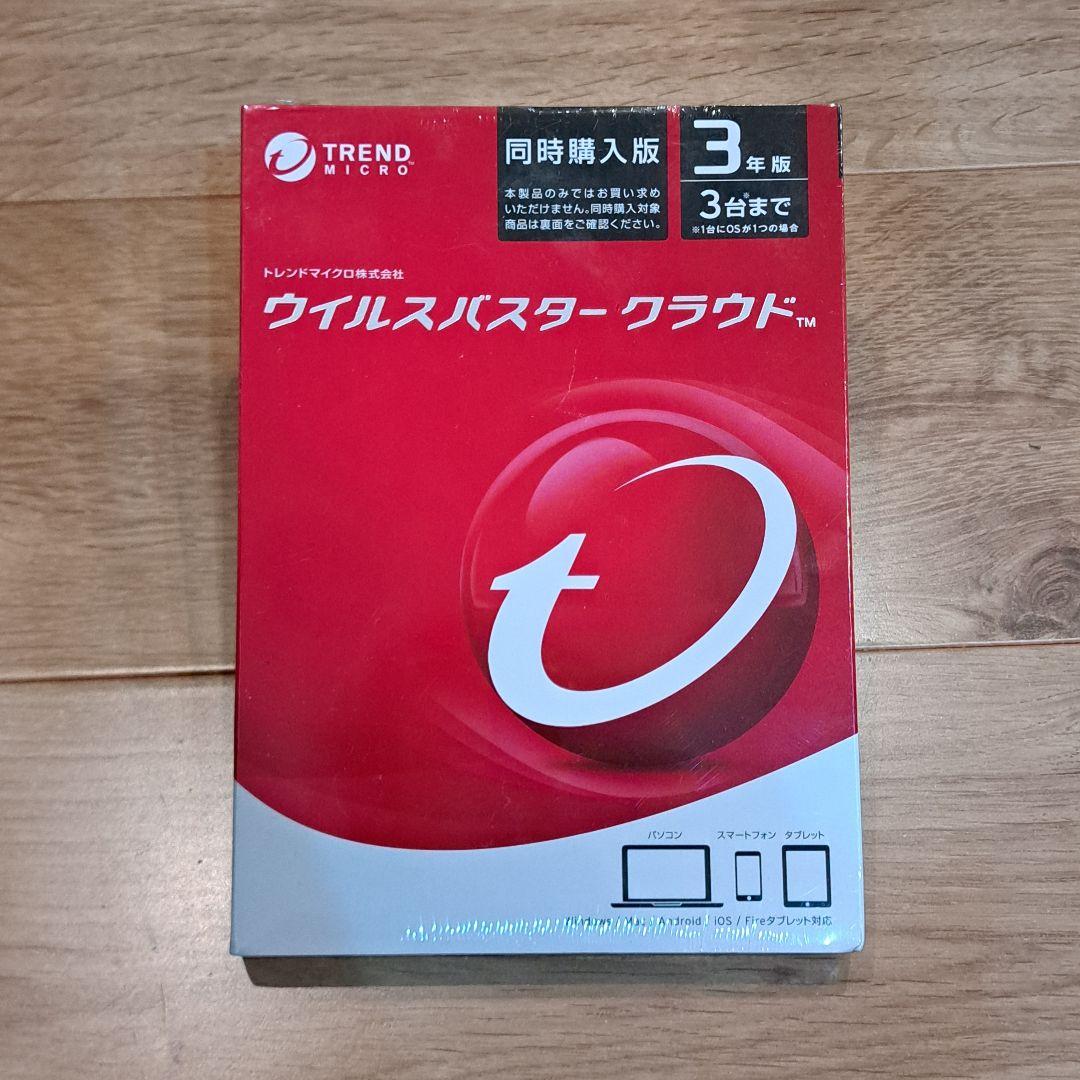 TREND
MICRO
同時購入版
本製品のみではお買い求め
いただけません。同時購入対象
商品は裏面をご確認ください。
3年版
3台まで※
※1台にOSが1つの場合
トレンドマイクロ株式会社
ウイルスバスター クラウド™
パソコン スマートフォン タブレット
Windows / Mac / Android / iOS / Fireタブレット対応